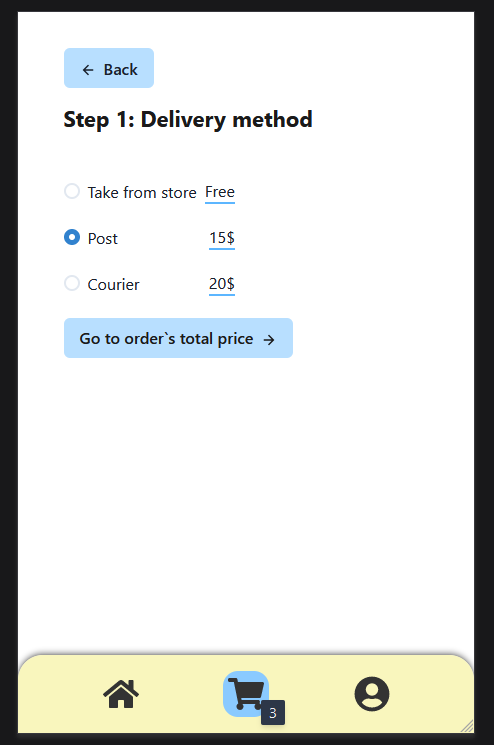 Back
Step 1: Delivery method
Take from store Free
Post 15$
Courier 20$
Go to order`s total price
3